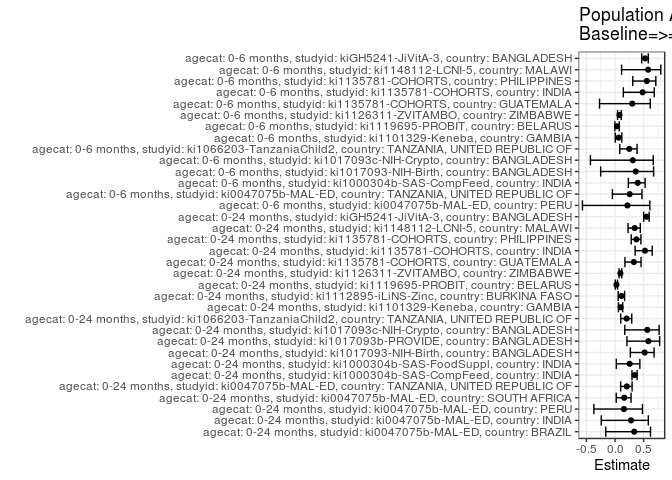 Population A
Baseline=>=
agecat: 0-6 months, studyid: kiGH5241-JiVitA-3, country: BANGLADESH
agecat: 0-6 months, studyid: ki1148112-LCNI-5, country: MALAWI
agecat: 0-6 months, studyid: ki1135781-COHORTS, country: PHILIPPINES
agecat: 0-6 months, studyid: ki1135781-COHORTS, country: INDIA
agecat: 0-6 months, studyid: ki1135781-COHORTS, country: GUATEMALA
agecat: 0-6 months, studyid: ki1126311-ZVITAMBO, country: ZIMBABWE
agecat: 0-6 months, studyid: ki1119695-PROBIT, country: BELARUS
agecat: 0-6 months, studyid: ki1101329-Keneba, country: GAMBIA
agecat: 0-6 months, studyid: ki1066203-TanzaniaChild2, country: TANZANIA, UNITED REPUBLIC OF
agecat: 0-6 months, studyid: ki1017093c-NIH-Crypto, country: BANGLADESH
agecat: 0-6 months, studyid: ki1017093-NIH-Birth, country: BANGLADESH
agecat: 0-6 months, studyid: ki1000304b-SAS-CompFeed, country: INDIA
agecat: 0-6 months, studyid: ki0047075b-MAL-ED, country: TANZANIA, UNITED REPUBLIC OF
agecat: 0-6 months, studyid: ki0047075b-MAL-ED, country: PERU
agecat: 0-24 months, studyid: kiGH5241-JiVitA-3, country: BANGLADESH
agecat: 0-24 months, studyid: ki1148112-LCNI-5, country: MALAWI
agecat: 0-24 months, studyid: ki1135781-COHORTS, country: PHILIPPINES
agecat: 0-24 months, studyid: ki1135781-COHORTS, country: INDIA
agecat: 0-24 months, studyid: ki1135781-COHORTS, country: GUATEMALA
agecat: 0-24 months, studyid: ki1126311-ZVITAMBO, country: ZIMBABWE
agecat: 0-24 months, studyid: ki1119695-PROBIT, country: BELARUS
agecat: 0-24 months, studyid: ki1112895-iLiNS-Zinc, country: BURKINA FASO
agecat: 0-24 months, studyid: ki1101329-Keneba, country: GAMBIA
agecat: 0-24 months, studyid: ki1066203-TanzaniaChild2, country: TANZANIA, UNITED REPUBLIC OF
agecat: 0-24 months, studyid: ki1017093c-NIH-Crypto, country: BANGLADESH
agecat: 0-24 months, studyid: ki1017093b-PROVIDE, country: BANGLADESH
agecat: 0-24 months, studyid: ki1017093-NIH-Birth, country: BANGLADESH
agecat: 0-24 months, studyid: ki1000304b-SAS-FoodSuppl, country: INDIA
agecat: 0-24 months, studyid: ki1000304b-SAS-CompFeed, country: INDIA
agecat: 0-24 months, studyid: ki0047075b-MAL-ED, country: TANZANIA, UNITED REPUBLIC OF
agecat: 0-24 months, studyid: ki0047075b-MAL-ED, country: SOUTH AFRICA
agecat: 0-24 months, studyid: ki0047075b-MAL-ED, country: PERU
agecat: 0-24 months, studyid: ki0047075b-MAL-ED, country: INDIA
agecat: 0-24 months, studyid: ki0047075b-MAL-ED, country: BRAZIL
-0.5 0.0 0.5
Estimate